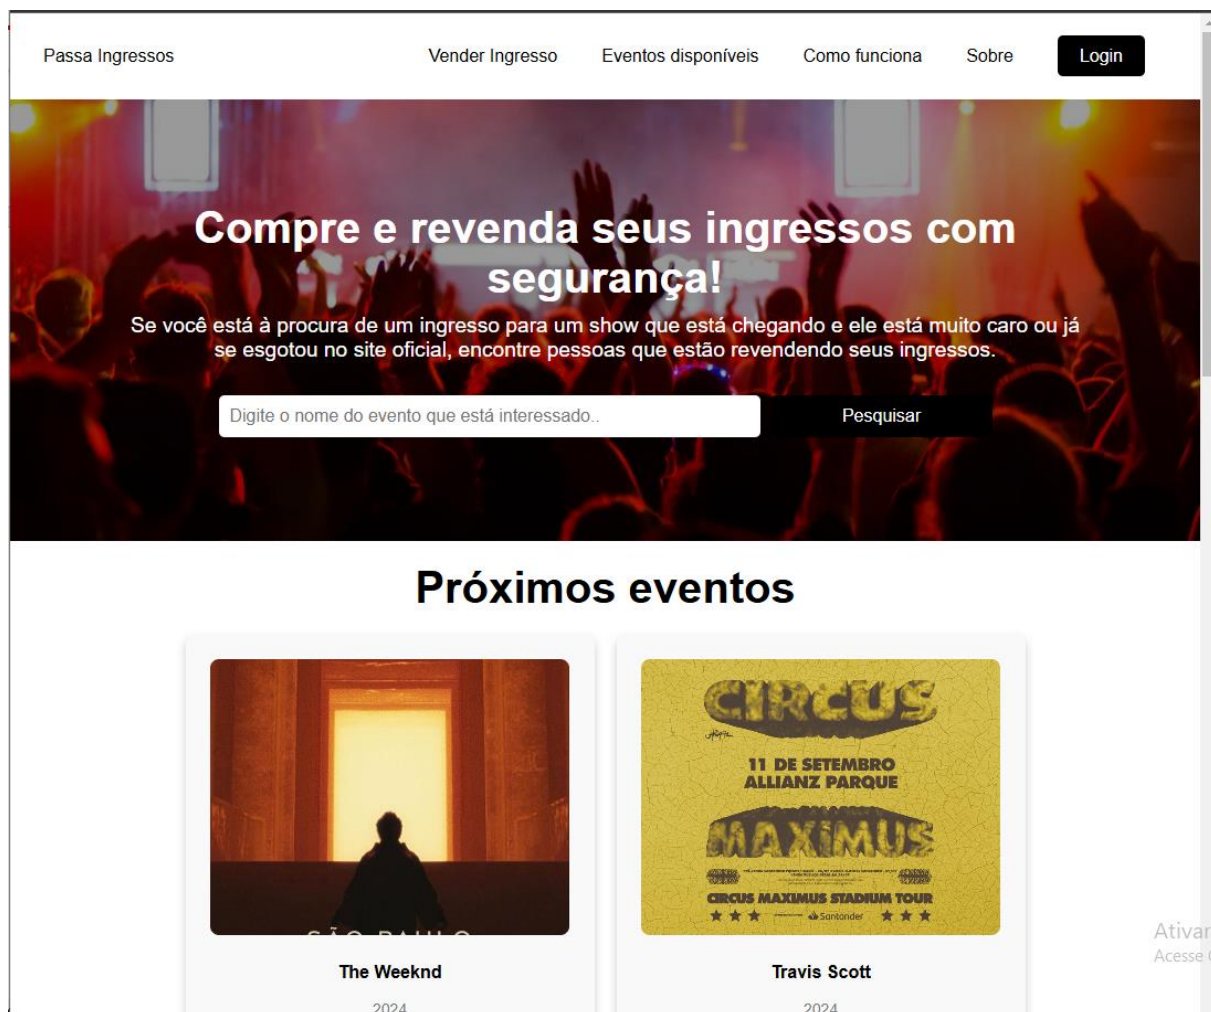 Passa Ingressos
Vender Ingresso
Eventos disponíveis
Como funciona
Sobre
Login
Compre e revenda seus ingressos com
segurança!
Se você está à procura de um ingresso para um show que está chegando e ele está muito caro ou já
se esgotou no site oficial, encontre pessoas que estão revendendo seus ingressos.
Digite o nome do evento que está interessado..
Pesquisar
Próximos eventos
SÃO PAULO
CIRCUS
11 DE SETEMBRO
ALLIANZ PARQUE
MAXIMUS
CIRCUS MAXIMUS STADIUM TOUR
Santander
The Weeknd
Travis Scott
2024
2024
Ativar
Acesse